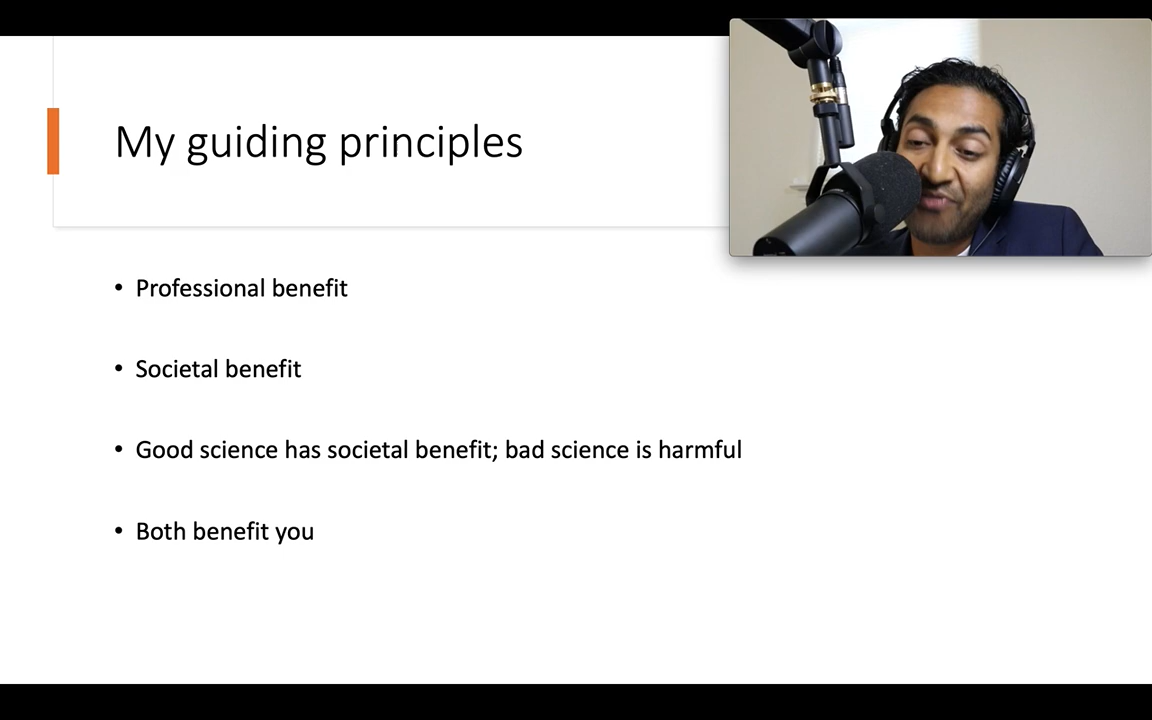 My guiding principles
• Professional benefit
• Societal benefit
• Good science has societal benefit; bad science is harmful
• Both benefit you